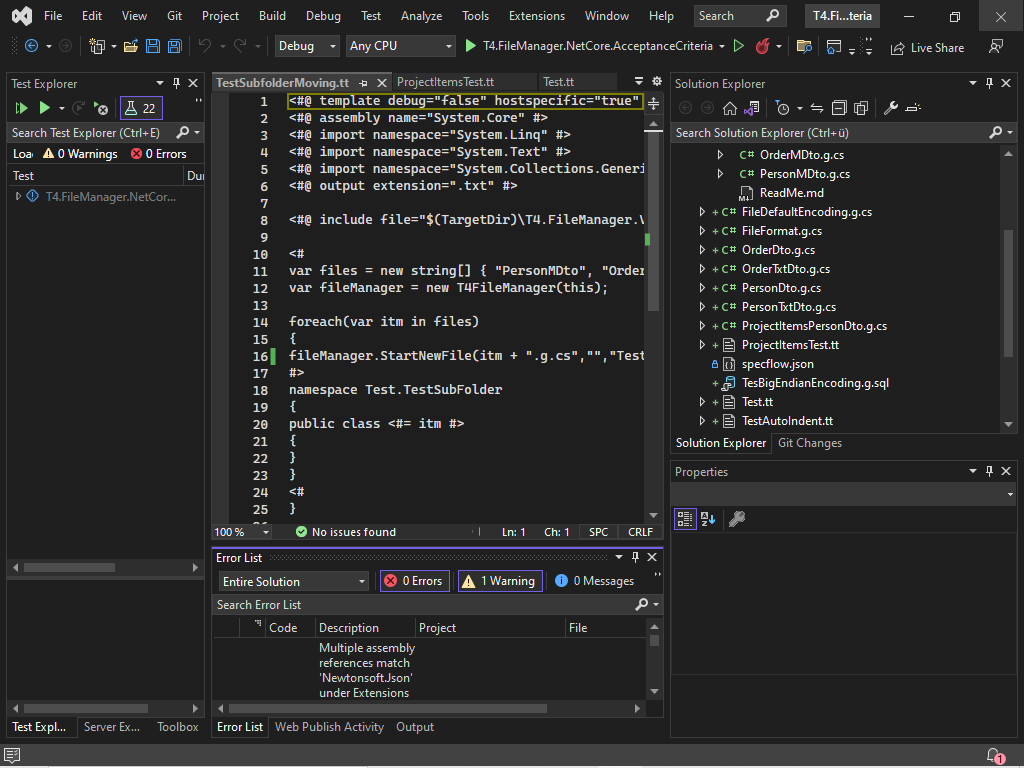 File Edit View Git Project Build Debug Test Analyze Tools Extensions Window Help Search T4.Fi...teria
Debug Any CPU T4.FileManager.NetCore.AcceptanceCriteria Live Share
Test Explorer
22
Search Test Explorer (Ctrl+E)
Loa 0 Warnings 0 Errors
Test Dur
T4.FileManager.NetCor...
Test Expl... Server Ex... Toolbox
TestSubfolderMoving.tt ProjectItemsTest.tt Test.tt
1 <#@ template debug="false" hostspecific="true"
2 <#@ assembly name="System.Core" #>
3 <#@ import namespace="System.Linq" #>
4 <#@ import namespace="System.Text" #>
5 <#@ import namespace="System.Collections.Generi
6 <#@ output extension=".txt" #>
7
8 <#@ include file="$(TargetDir)\T4.FileManager.V
9
10 <#
11 var files = new string[] { "PersonMDto", "Order
12 var fileManager = new T4FileManager(this);
13
14 foreach(var itm in files)
15 {
16 fileManager.StartNewFile(itm + ".g.cs","","Test
17 #>
18 namespace Test.TestSubFolder
19 {
20 public class <#= itm #>
21 {
22 }
23 }
24 <#
25 }
100 % No issues found Ln: 1 Ch: 1 SPC CRLF
Error List
Entire Solution 0 Errors 1 Warning 0 Messages
Search Error List
Code Description Project File
Multiple assembly
references match
'Newtonsoft.Json'
under Extensions
Error List Web Publish Activity Output
Solution Explorer
Search Solution Explorer (Ctrl+ü)
C# OrderMDto.g.cs
C# PersonMDto.g.cs
ReadMe.md
+ C# FileDefaultEncoding.g.cs
+ C# FileFormat.g.cs
+ C# OrderDto.g.cs
+ C# OrderTxtDto.g.cs
+ C# PersonDto.g.cs
+ C# PersonTxtDto.g.cs
+ C# ProjectItemsPersonDto.g.cs
+ ProjectItemsTest.tt
specflow.json
+ TesBigEndianEncoding.g.sql
+ Test.tt
+ TestAutoIndent.tt
Solution Explorer Git Changes
Properties
1